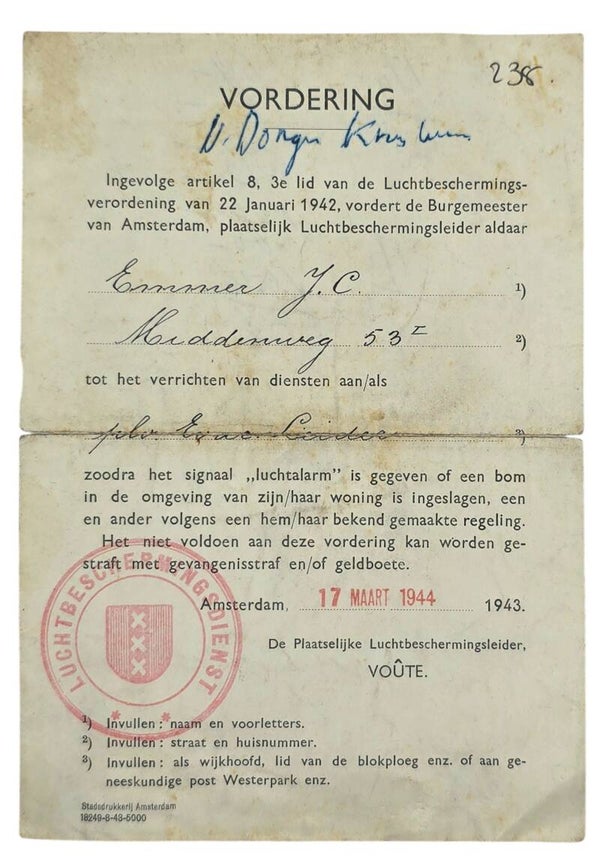 238.
VORDERING
Ingevolge artikel 8, 3e lid van de Luchtbeschermings-
verordening van 22 Januari 1942, vordert de Burgemeester
van Amsterdam, plaatselijk Luchtbeschermingsleider aldaar
Emmer J.C. 1)
Middenweg 53 I 2)
tot het verrichten van diensten aan/als
plv. Evac. Leider 3)
zoodra het signaal „luchtalarm” is gegeven of een bom
in de omgeving van zijn/haar woning is ingeslagen, een
en ander volgens een hem/haar bekend gemaakte regeling.
Het niet voldoen aan deze vordering kan worden ge-
straft met gevangenisstraf en/of geldboete.
LUCHTBESCHERMINGSDIENST
Amsterdam, 17 MAART 1944 1943.
De Plaatselijke Luchtbeschermingsleider,
VOÛTE.
1) Invullen: naam en voorletters.
2) Invullen: straat en huisnummer.
3) Invullen: als wijkhoofd, lid van de blokploeg enz. of aan ge-
neeskundige post Westerpark enz.
Stadsdrukkerij Amsterdam
18249-8-43-5000